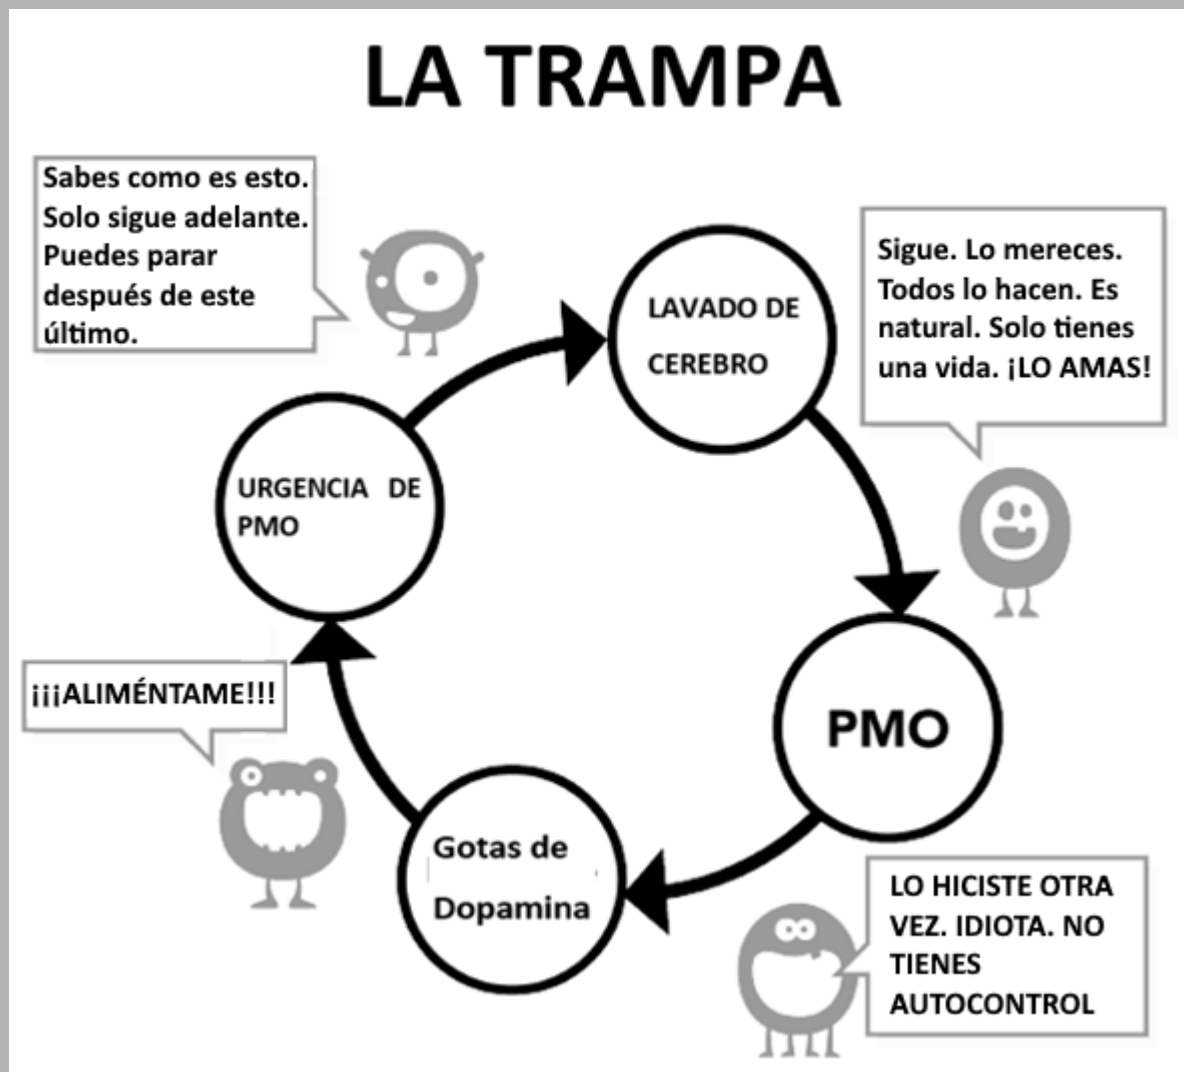 LA TRAMPA
Sabes como es esto.
Solo sigue adelante.
Puedes parar
después de este
último.
LAVADO DE
CEREBRO
Sigue. Lo mereces.
Todos lo hacen. Es
natural. Solo tienes
una vida. ¡LO AMAS!
URGENCIA DE
PMO
¡¡¡ALIMÉNTAME!!!
PMO
Gotas de
Dopamina
LO HICISTE OTRA
VEZ. IDIOTA. NO
TIENES
AUTOCONTROL